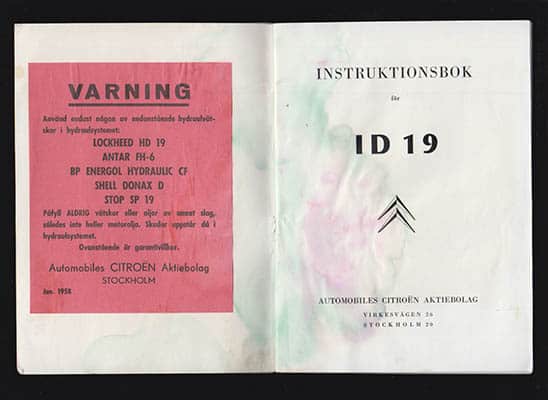 VARNING
Använd endast någon av nedanstående hydraulvät-
skor i hydraulsystemet:
LOCKHEED HD 19
ANTAR FH-6
BP ENERGOL HYDRAULIC CF
SHELL DONAX D
STOP SP 19
Påfyll ALDRIG vätskor eller oljor av annat slag,
således inte heller motorolja. Skador uppstår då i
hydraulsystemet.
Ovanstående är garantivillkor.
Automobiles CITROËN Aktiebolag
STOCKHOLM
Jan. 1958
INSTRUKTIONSBOK
för
ID 19
AUTOMOBILES CITROËN AKTIEBOLAG
VIRKESVÄGEN 26
STOCKHOLM 20